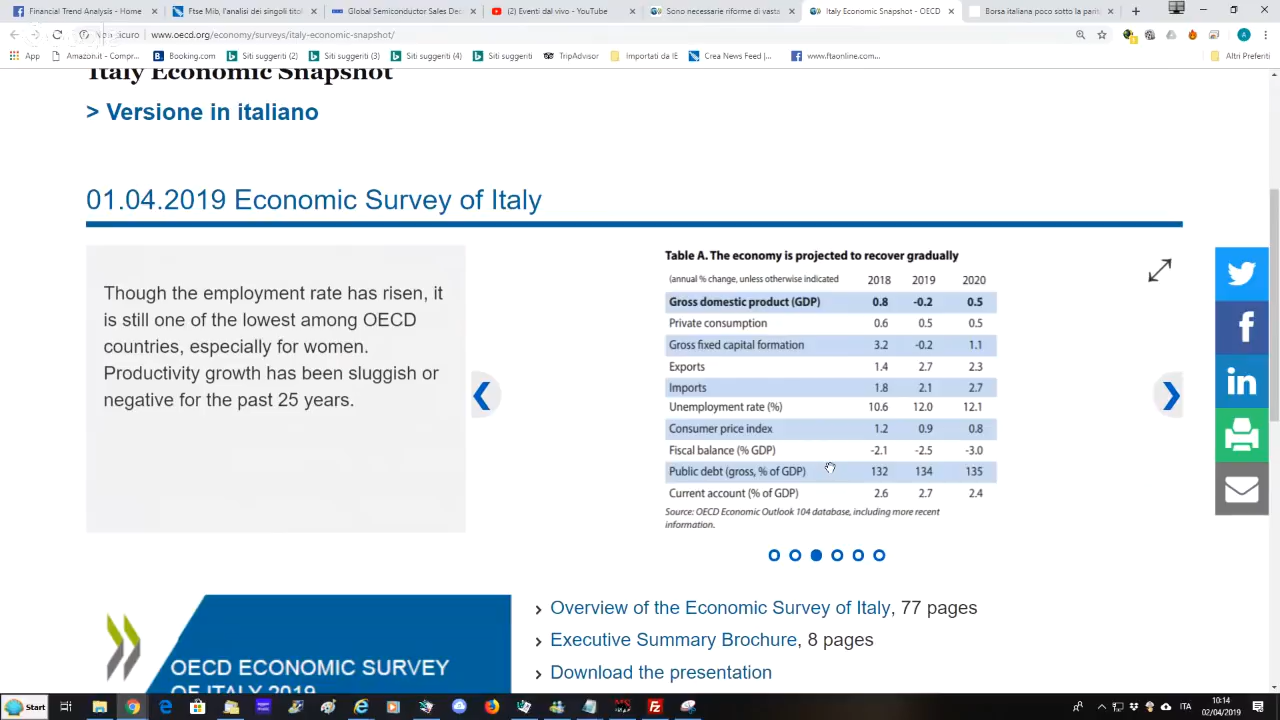 Financial Trend Analysis - Home
Ftse Mib, l'analisi dei singoli titol
Global Semiconductor Sales Dec
(2) Eventi dal vivo - YouTube
Sono necessarie riforme di stam
Italy Economic Snapshot - OECD
Borsa italiana poco sotto la parit
www.oecd.org/economy/surveys/italy-economic-snapshot/
App
Amazon.it - Compr...
Booking.com
Siti suggeriti (2)
Siti suggeriti (3)
Siti suggeriti (4)
Siti suggeriti
TripAdvisor
Importati da IE
Crea News Feed |...
www.ftaonline.com...
Altri Preferiti
Italy Economic Snapshot
> Versione in italiano
01.04.2019 Economic Survey of Italy
Though the employment rate has risen, it
is still one of the lowest among OECD
countries, especially for women.
Productivity growth has been sluggish or
negative for the past 25 years.
Table A. The economy is projected to recover gradually
(annual % change, unless otherwise indicated 2018 2019 2020
Gross domestic product (GDP) 0.8 -0.2 0.5
Private consumption 0.6 0.5 0.5
Gross fixed capital formation 3.2 -0.2 1.1
Exports 1.4 2.7 2.3
Imports 1.8 2.1 2.7
Unemployment rate (%) 10.6 12.0 12.1
Consumer price index 1.2 0.9 0.8
Fiscal balance (% GDP) -2.1 -2.5 -3.0
Public debt (gross, % of GDP) 132 134 135
Current account (% of GDP) 2.6 2.7 2.4
Source: OECD Economic Outlook 104 database, including more recent
information.
› Overview of the Economic Survey of Italy, 77 pages
› Executive Summary Brochure, 8 pages
› Download the presentation
OECD ECONOMIC SURVEY
OF ITALY 2019
Start
ITA
10:14
02/04/2019